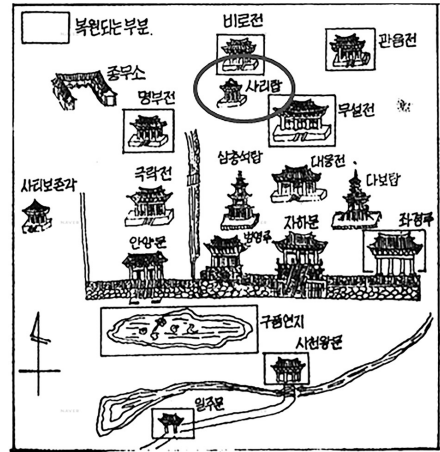 복원되는 부분.
비로전
관음전
종무소
사리탑
명부전
무설전
극락전
삼층석탑
대웅전
다보탑
사리보존각
좌경루
안양문
범영루
자하문
구품연지
사천왕문
일주문